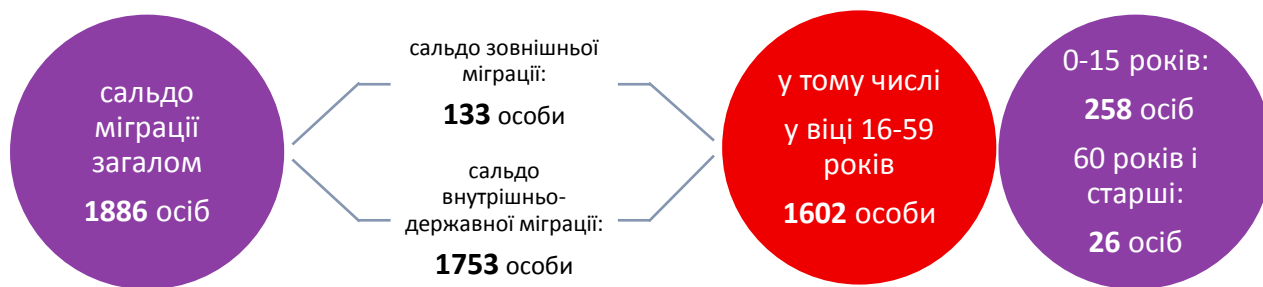 сальдо
міграції
загалом
1886 осіб
сальдо зовнішньої
міграції:
133 особи
сальдо
внутрішньо-
державної міграції:
1753 особи
у тому числі
у віці 16-59
років
1602 особи
0-15 років:
258 осіб
60 років і
старші:
26 осіб